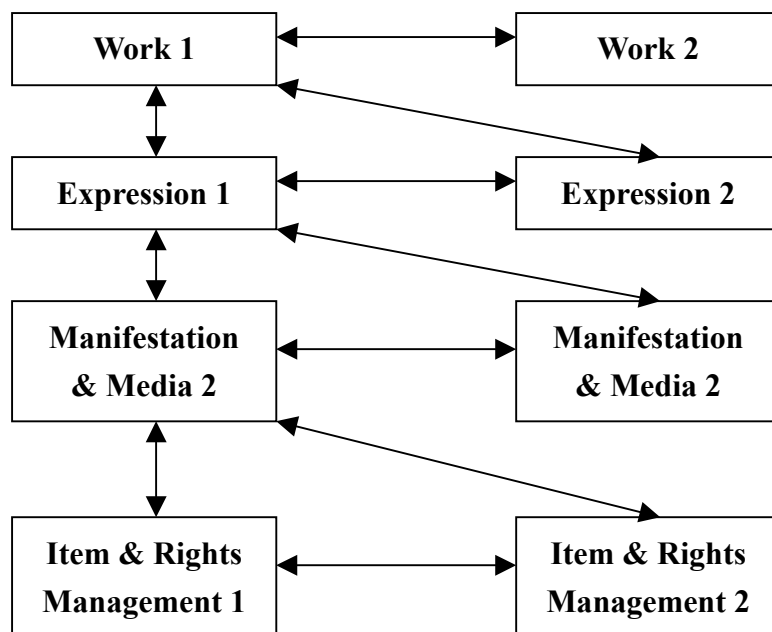 Work 1
Work 2
Expression 1
Expression 2
Manifestation
& Media 2
Manifestation
& Media 2
Item & Rights
Management 1
Item & Rights
Management 2